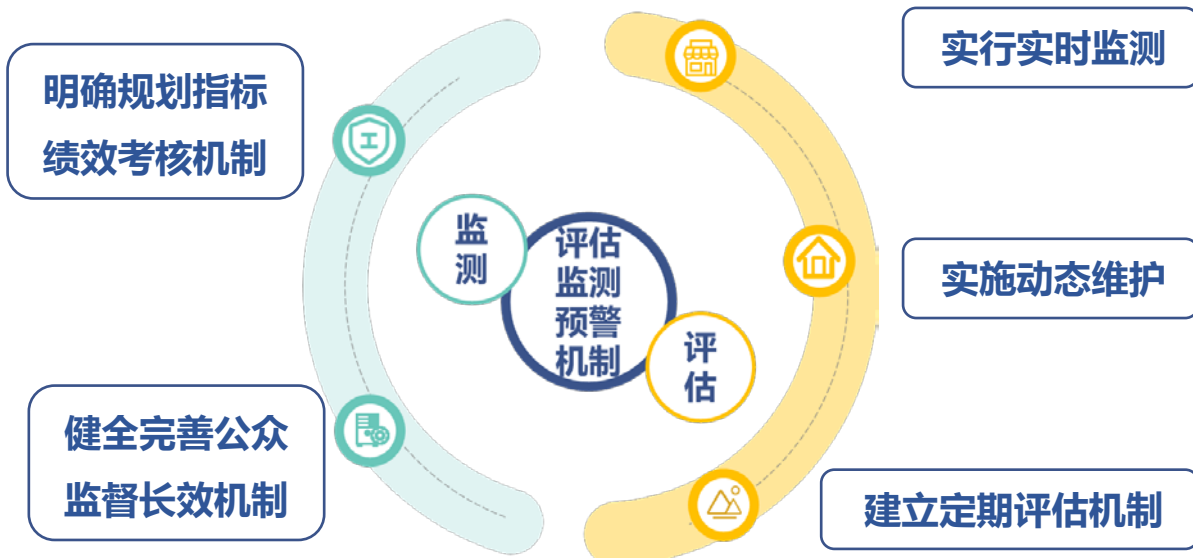 明确规划指标
绩效考核机制
健全完善公众
监督长效机制
监
测
评估
监测
预警
机制
评
估
实行实时监测
实施动态维护
建立定期评估机制